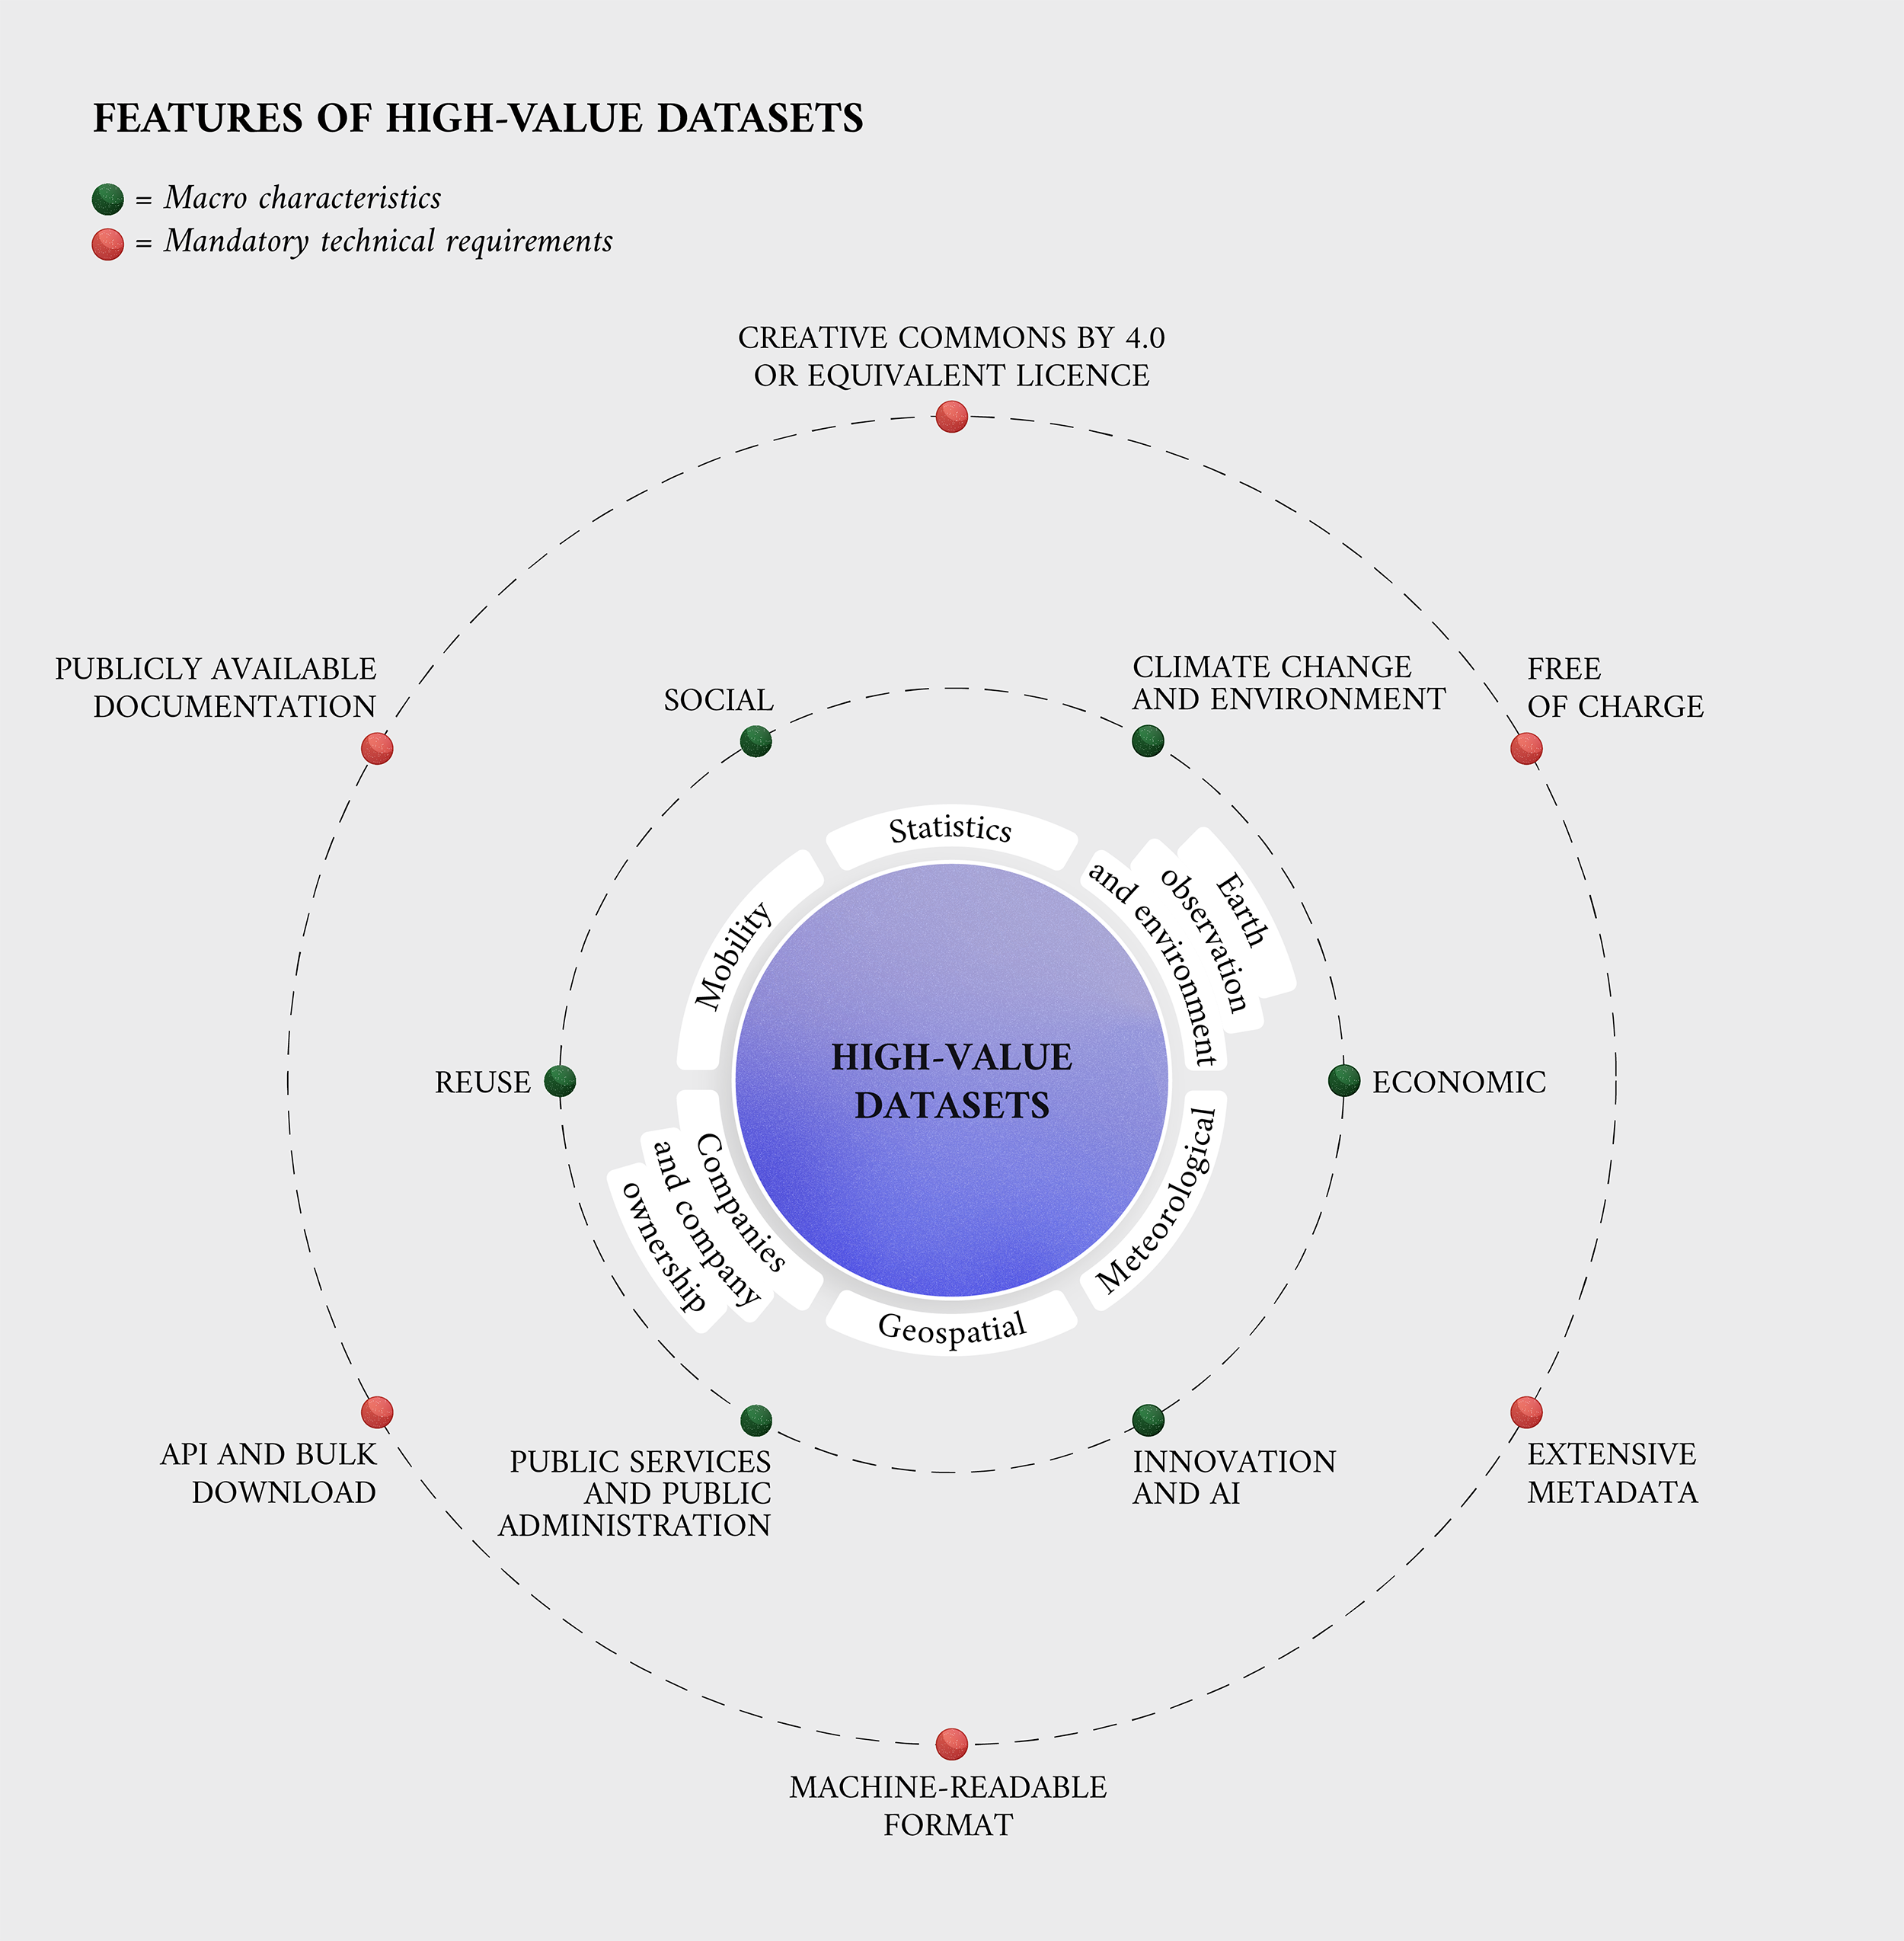 FEATURES OF HIGH-VALUE DATASETS
= Macro characteristics
= Mandatory technical requirements
CREATIVE COMMONS BY 4.0
OR EQUIVALENT LICENCE
PUBLICLY AVAILABLE
DOCUMENTATION
SOCIAL
CLIMATE CHANGE
AND ENVIRONMENT
FREE
OF CHARGE
Statistics
Earth
observation
and environment
Mobility
HIGH-VALUE
DATASETS
REUSE
ECONOMIC
Companies
and company
ownership
Meteorological
Geospatial
API AND BULK
DOWNLOAD
PUBLIC SERVICES
AND PUBLIC
ADMINISTRATION
INNOVATION
AND AI
EXTENSIVE
METADATA
MACHINE-READABLE
FORMAT